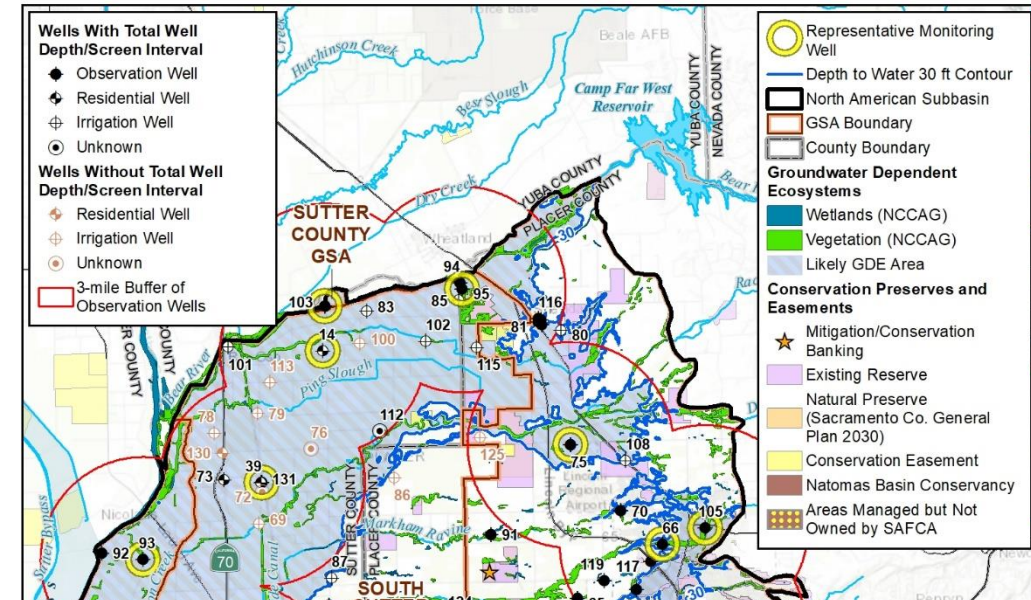 Wells With Total Well
Depth/Screen Interval
Observation Well
Residential Well
Irrigation Well
Unknown
Wells Without Total Well
Depth/Screen Interval
Residential Well
Irrigation Well
Unknown
3-mile Buffer of
Observation Wells
Representative Monitoring
Well
Depth to Water 30 ft Contour
North American Subbasin
GSA Boundary
County Boundary
Groundwater Dependent
Ecosystems
Wetlands (NCCAG)
Vegetation (NCCAG)
Likely GDE Area
Conservation Preserves and
Easements
Mitigation/Conservation
Banking
Existing Reserve
Natural Preserve
(Sacramento Co. General
Plan 2030)
Conservation Easement
Natomas Basin Conservancy
Areas Managed but Not
Owned by SAFCA
Force Base
Beale AFB
Hutchinson Creek
Best Slough
Camp Far West
Reservoir
YUBA COUNTY
NEVADA COUNTY
Dry Creek
YUBA COUNTY
PLACER COUNTY
30
SUTTER
COUNTY
GSA
Wheatland
94
103
85
95
83
116
102
81
80
14
100
101
113
115
Ping Slough
Bear River
79
78
112
76
130
125
75
108
73
39
131
72
86
Lincoln
Regional
Airport
69
70
105
Markham Ravine
91
66
92
93
70
SUTTER COUNTY
PLACER COUNTY
87
119
117
SOUTH
30
Sutter Bypass